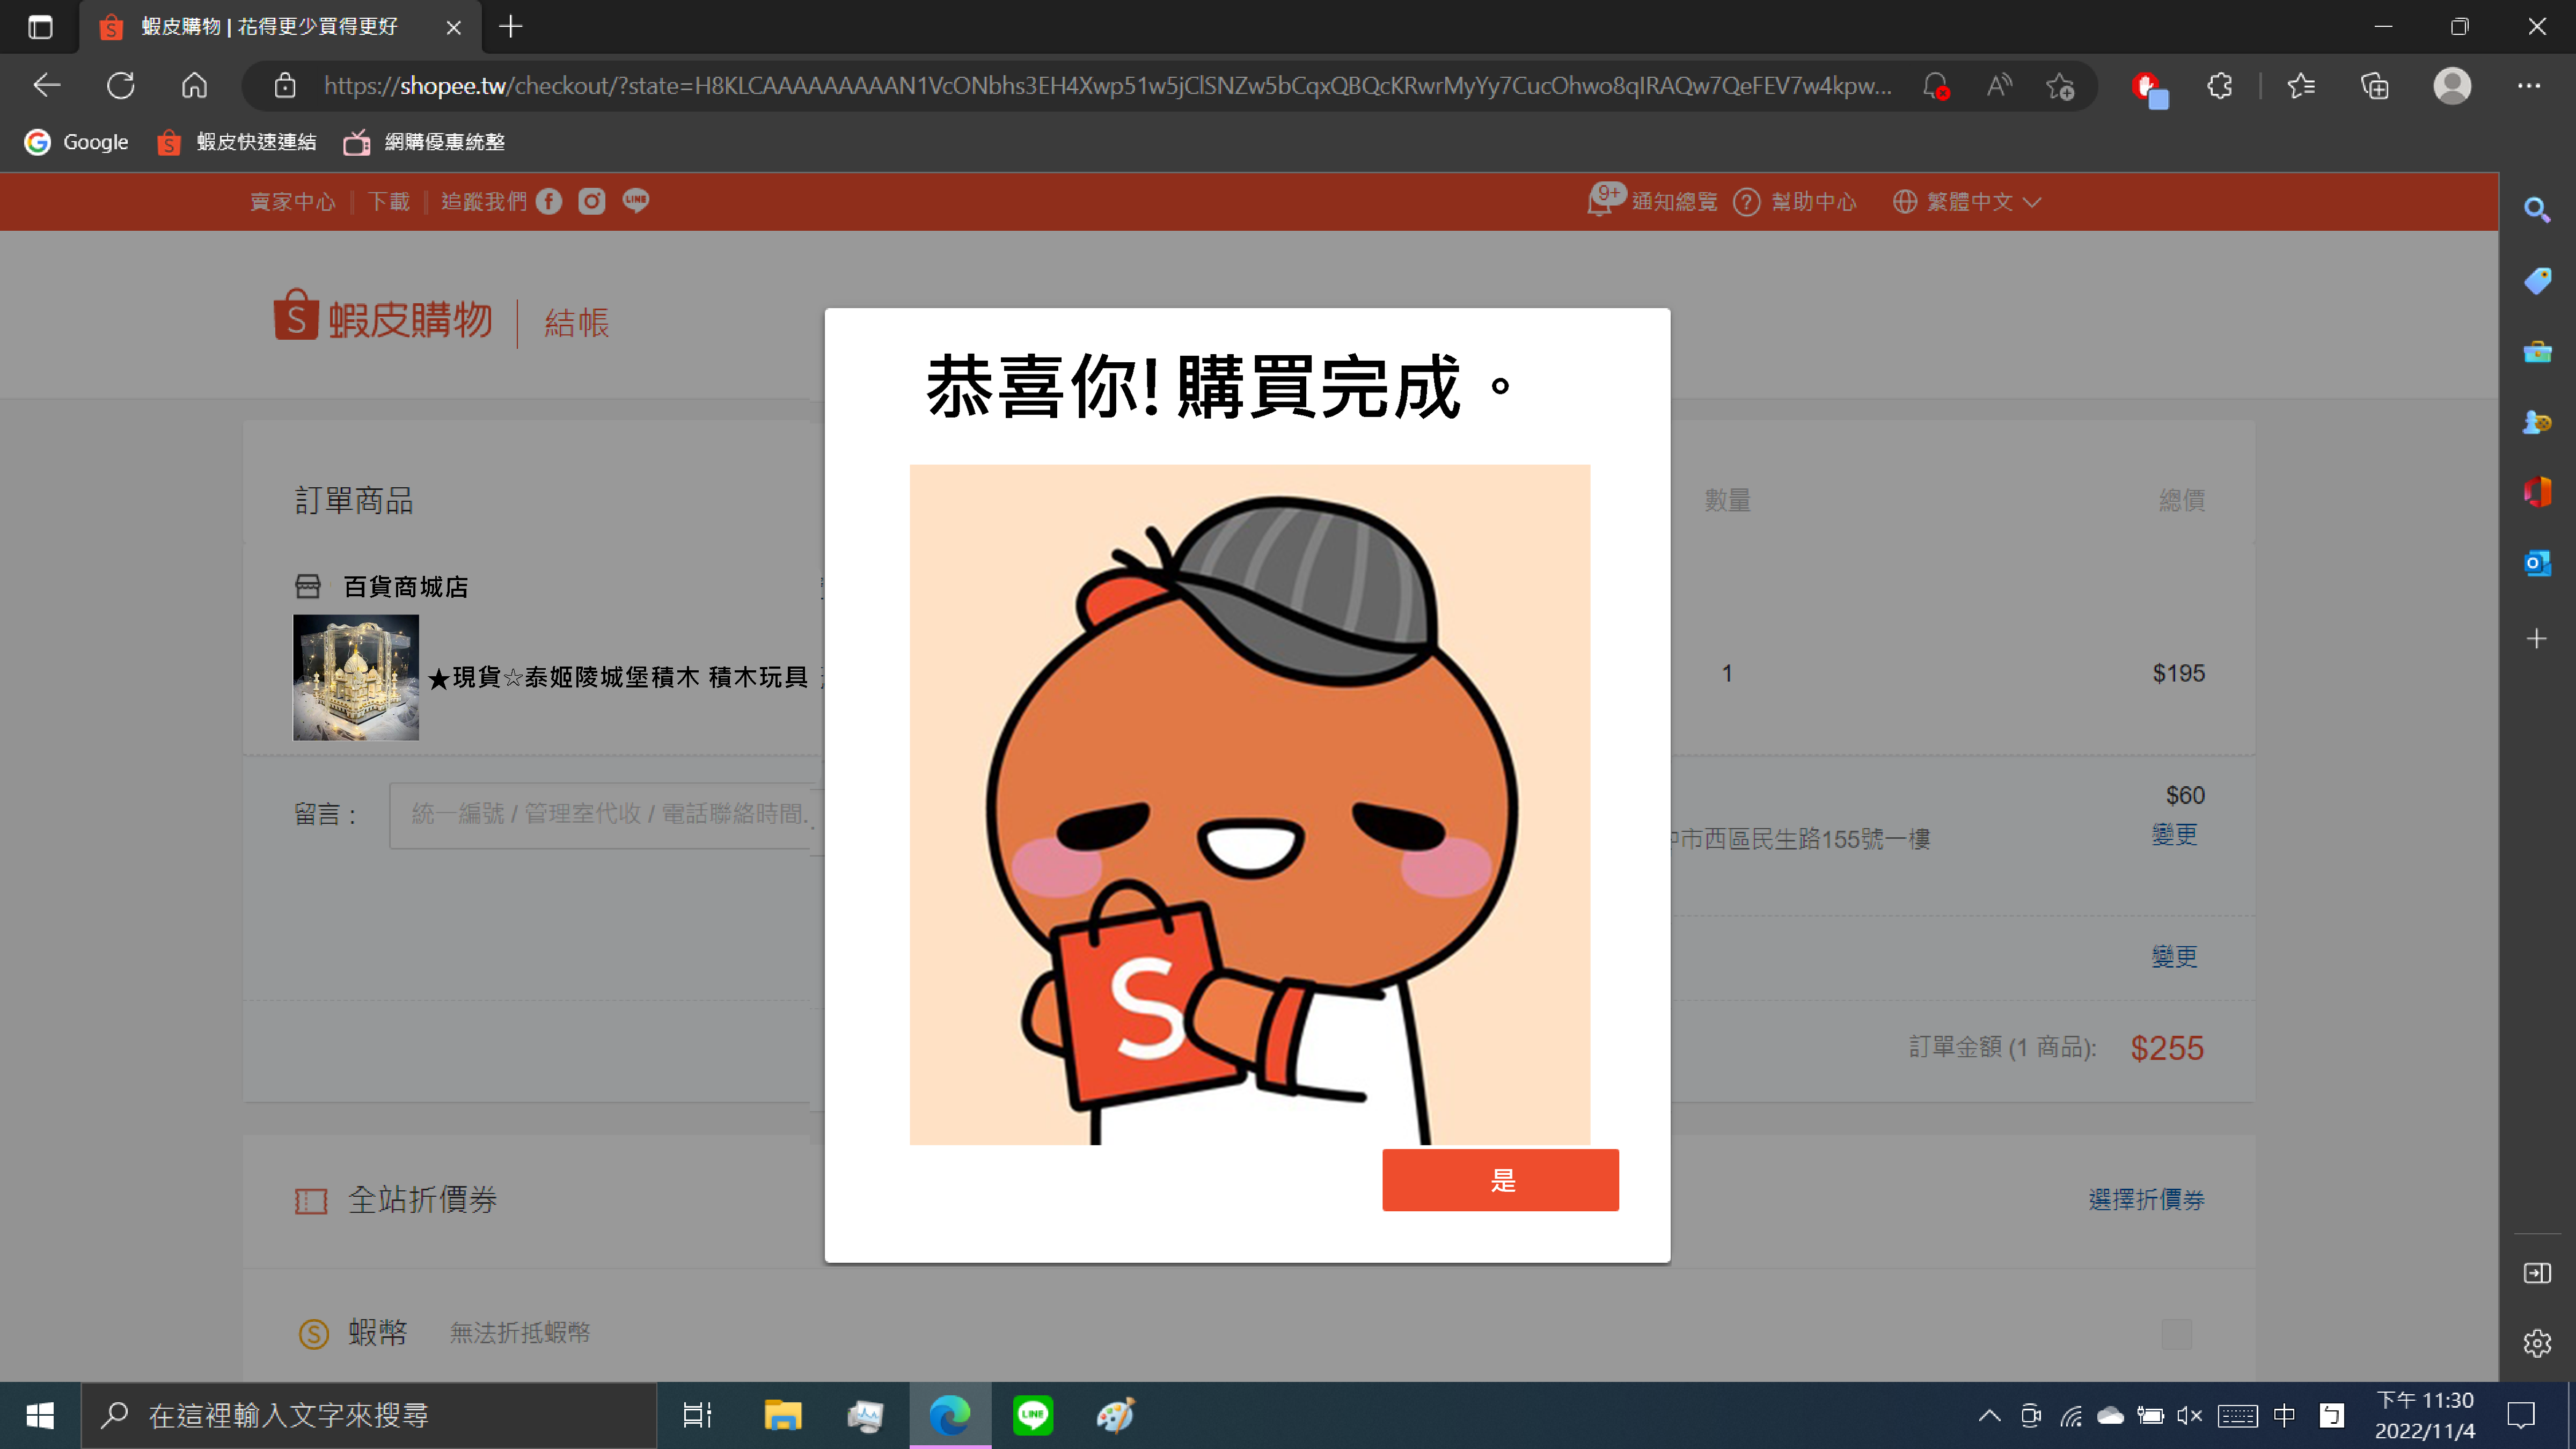 蝦皮購物 | 花得更少買得更好
https://shopee.tw/checkout/?state=H8KLCAAAAAAAAAN1VcONbhs3EH4Xwp51w5jClSNZw5bCqxQBQcKRwrMyYy7CucOhwo8qIRAQw7QeFEV7w4kpw...
Google 蝦皮快速連結 網購優惠統整
賣家中心 下載 追蹤我們 LINE 9+ 通知總覽 ? 幫助中心 繁體中文
S 蝦皮購物 結帳
恭喜你! 購買完成。
訂單商品 數量 總價
百貨商城店
★現貨☆泰姬陵城堡積木 積木玩具 1 $195
留言： 統一編號 / 管理室代收 / 電話聯絡時間.. $60
市西區民生路155號一樓 變更
變更
S
訂單金額 (1 商品): $255
是
全站折價券 選擇折價券
S 蝦幣 無法折抵蝦幣
在這裡輸入文字來搜尋 LINE 中 ㄅ 下午 11:30
2022/11/4